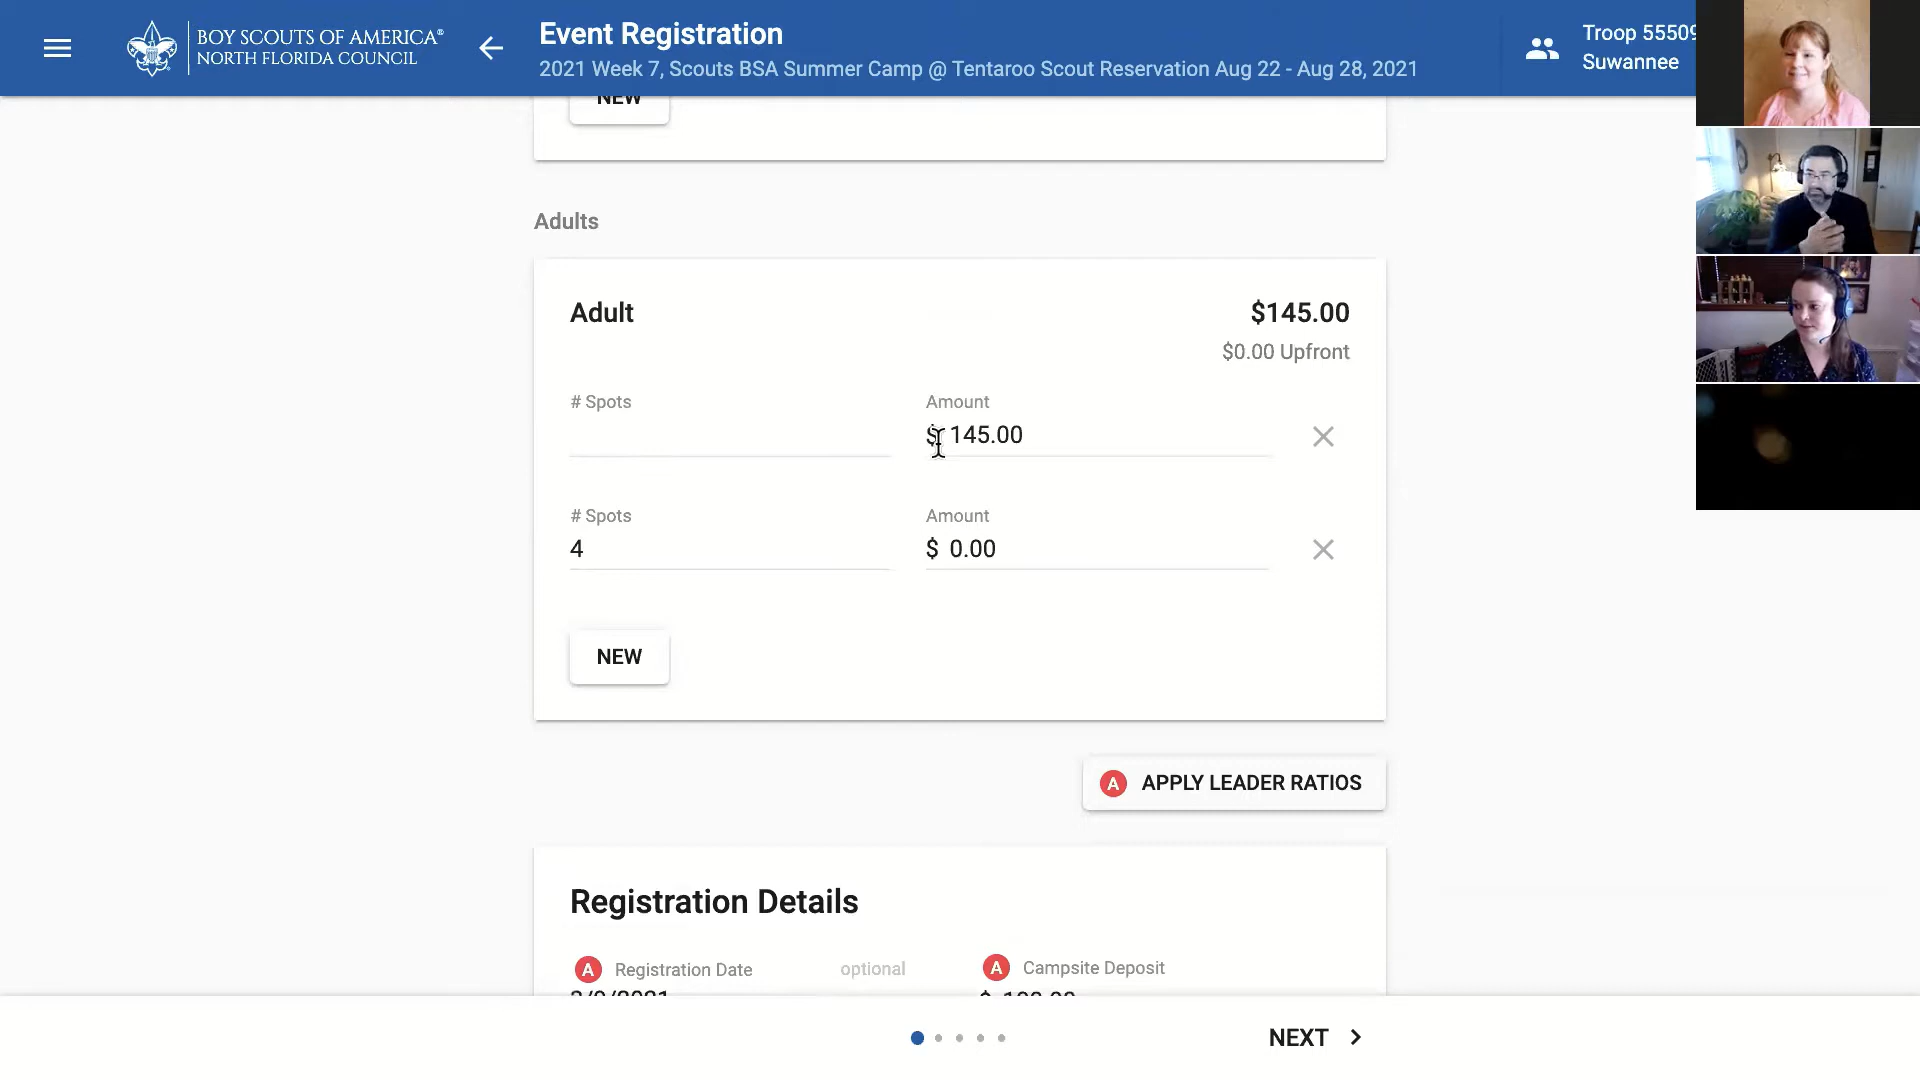 BOY SCOUTS OF AMERICA®
NORTH FLORIDA COUNCIL
Event Registration
2021 Week 7, Scouts BSA Summer Camp @ Tentaroo Scout Reservation Aug 22 - Aug 28, 2021
Troop 55509
Suwannee
NEW
Adults
Adult
$145.00
$0.00 Upfront
# Spots
Amount
$ 145.00
# Spots
Amount
4
$ 0.00
NEW
A APPLY LEADER RATIOS
Registration Details
A Registration Date
optional
A Campsite Deposit
NEXT